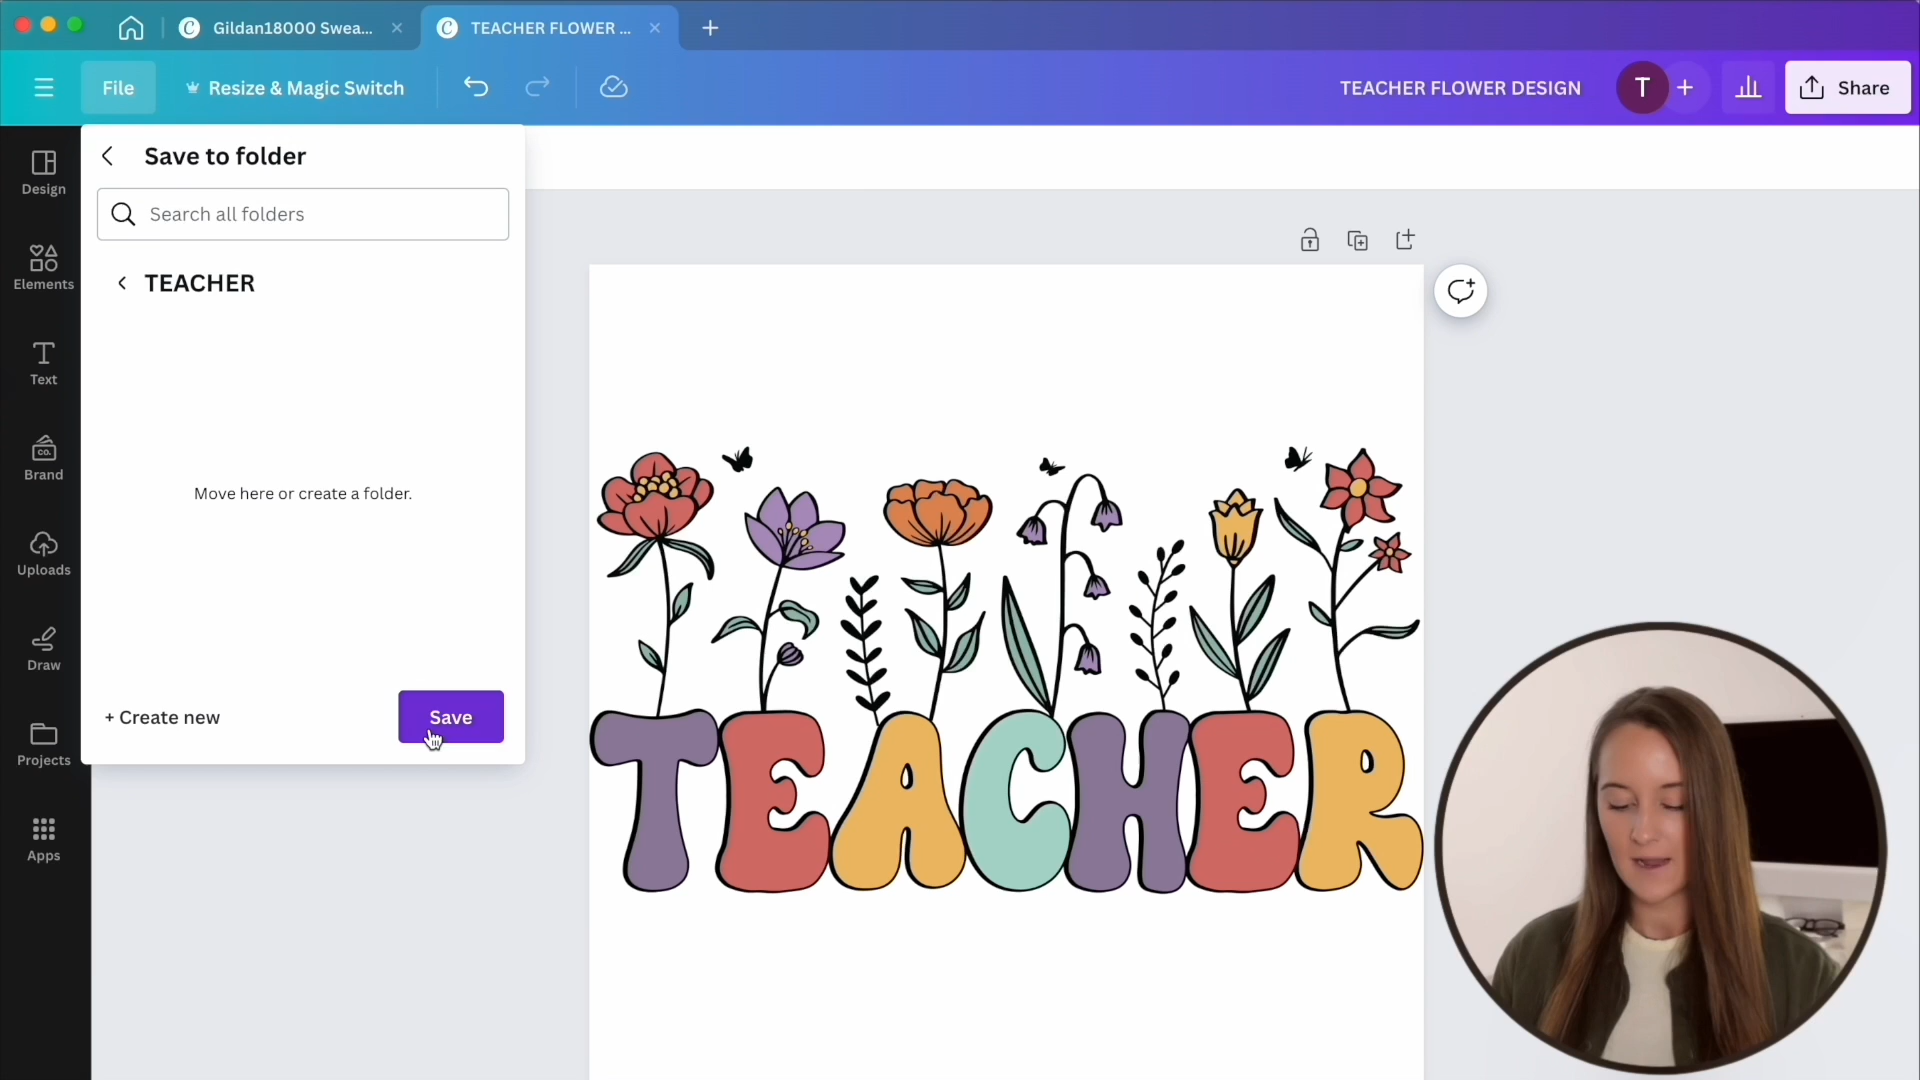 Gildan18000 Swea...
TEACHER FLOWER ...
File
Resize & Magic Switch
TEACHER FLOWER DESIGN
T
Share
Save to folder
Search all folders
TEACHER
Move here or create a folder.
+ Create new
Save
Design
Elements
Text
CO.
Brand
Uploads
Draw
Projects
Apps
TEACHER